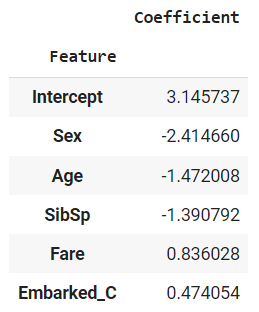 Coefficient
Feature
Intercept 3.145737
Sex -2.414660
Age -1.472008
SibSp -1.390792
Fare 0.836028
Embarked_C 0.474054